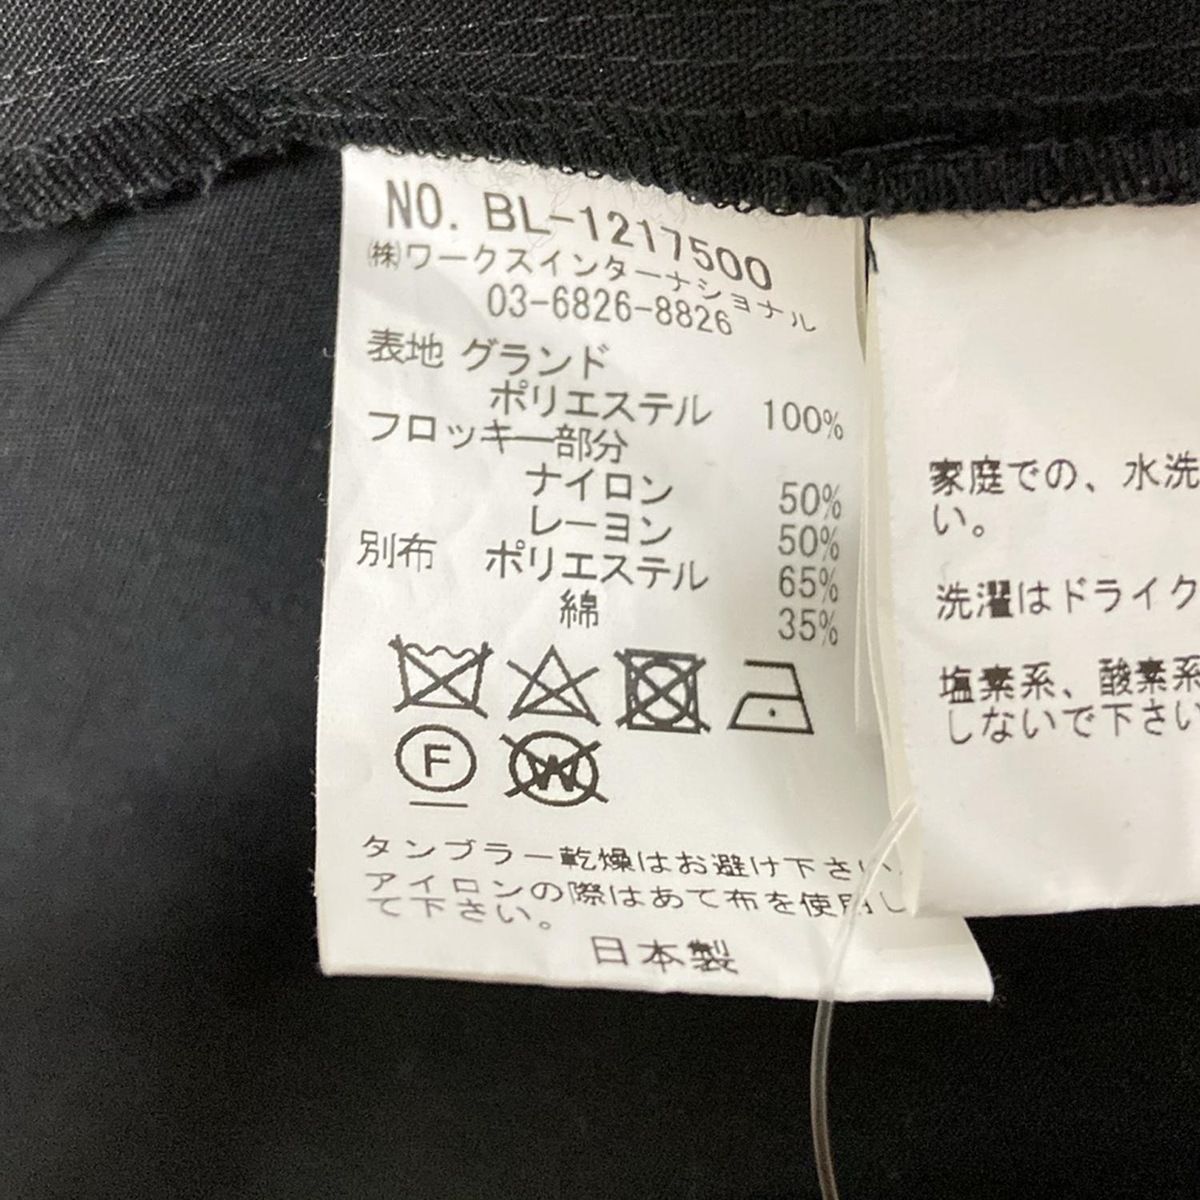 NO. BL-1217500
㈱ワークスインターナショナル
03-6826-8826
表地 グランド
ポリエステル 100%
フロッキー部分
ナイロン 50%
レーヨン 50%
別布 ポリエステル 65%
綿 35%
F
W
タンブラー乾燥はお避け下さい
アイロンの際はあて布を使用し
て下さい。
日本製
家庭での、水洗
い。
洗濯はドライク
塩素系、酸素系
しないで下さい